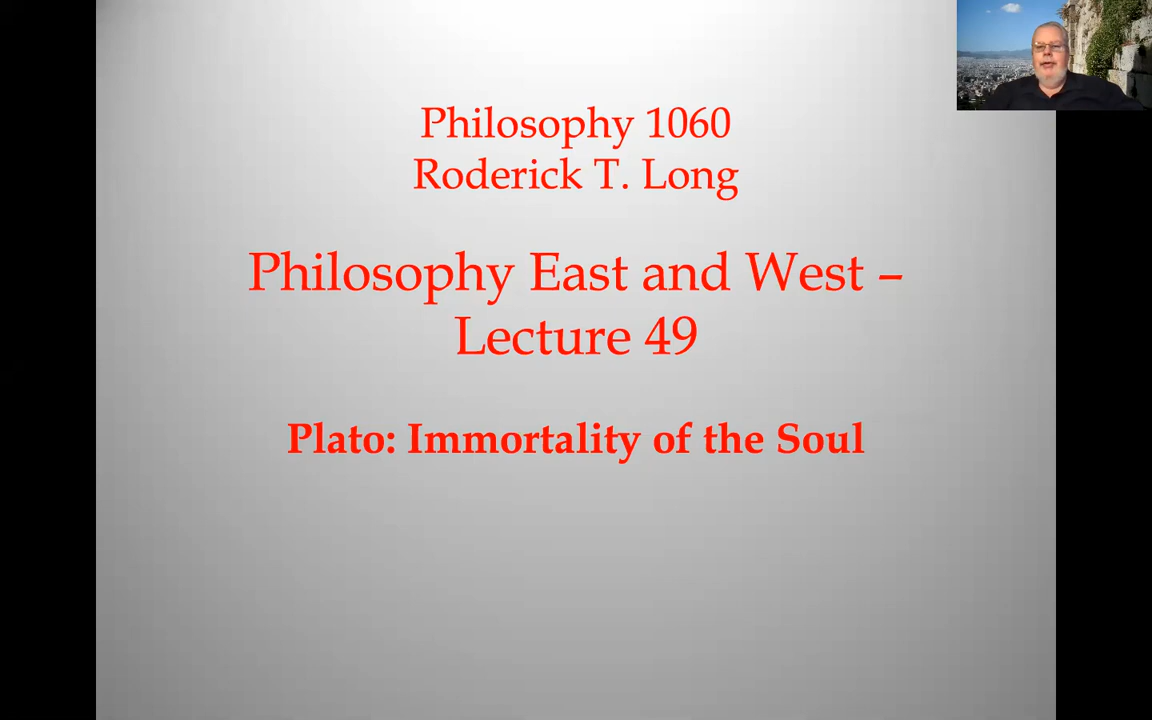 Philosophy 1060
Roderick T. Long
Philosophy East and West –
Lecture 49
Plato: Immortality of the Soul